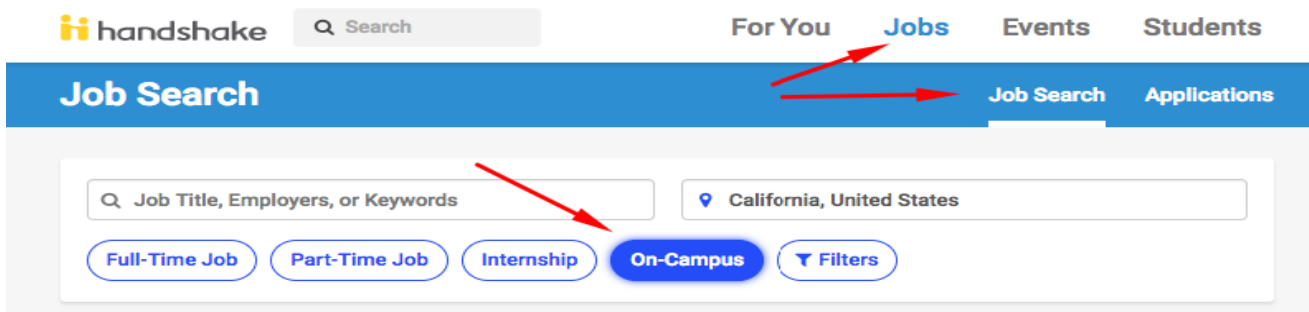 handshake Search For You Jobs Events Students
Job Search Job Search Applications
Job Title, Employers, or Keywords California, United States
Full-Time Job Part-Time Job Internship On-Campus Filters